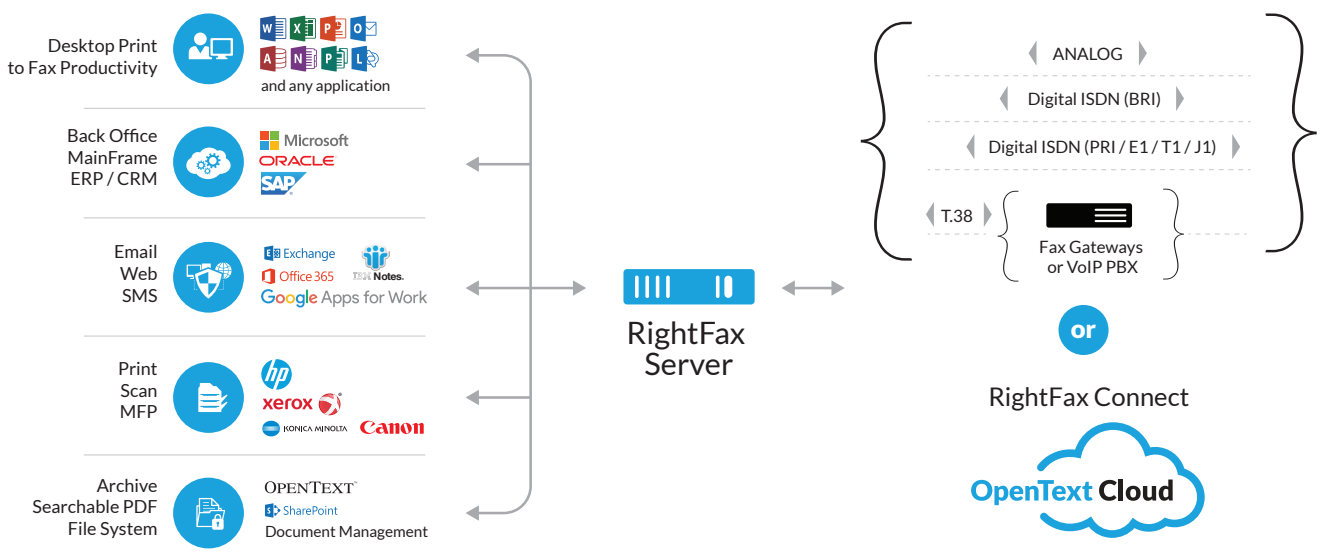 Desktop Print
to Fax Productivity
W X P O
A N P L
and any application
Back Office
MainFrame
ERP / CRM
Microsoft
ORACLE
SAP
Email
Web
SMS
Exchange
Office 365
IBM Notes.
Google Apps for Work
Print
Scan
MFP
hp
xerox
KONICA MINOLTA
Canon
Archive
Searchable PDF
File System
OPENTEXT
SharePoint
Document Management
RightFax
Server
ANALOG
Digital ISDN (BRI)
Digital ISDN (PRI / E1 / T1 / J1)
T.38
Fax Gateways
or VoIP PBX
or
RightFax Connect
OpenText Cloud